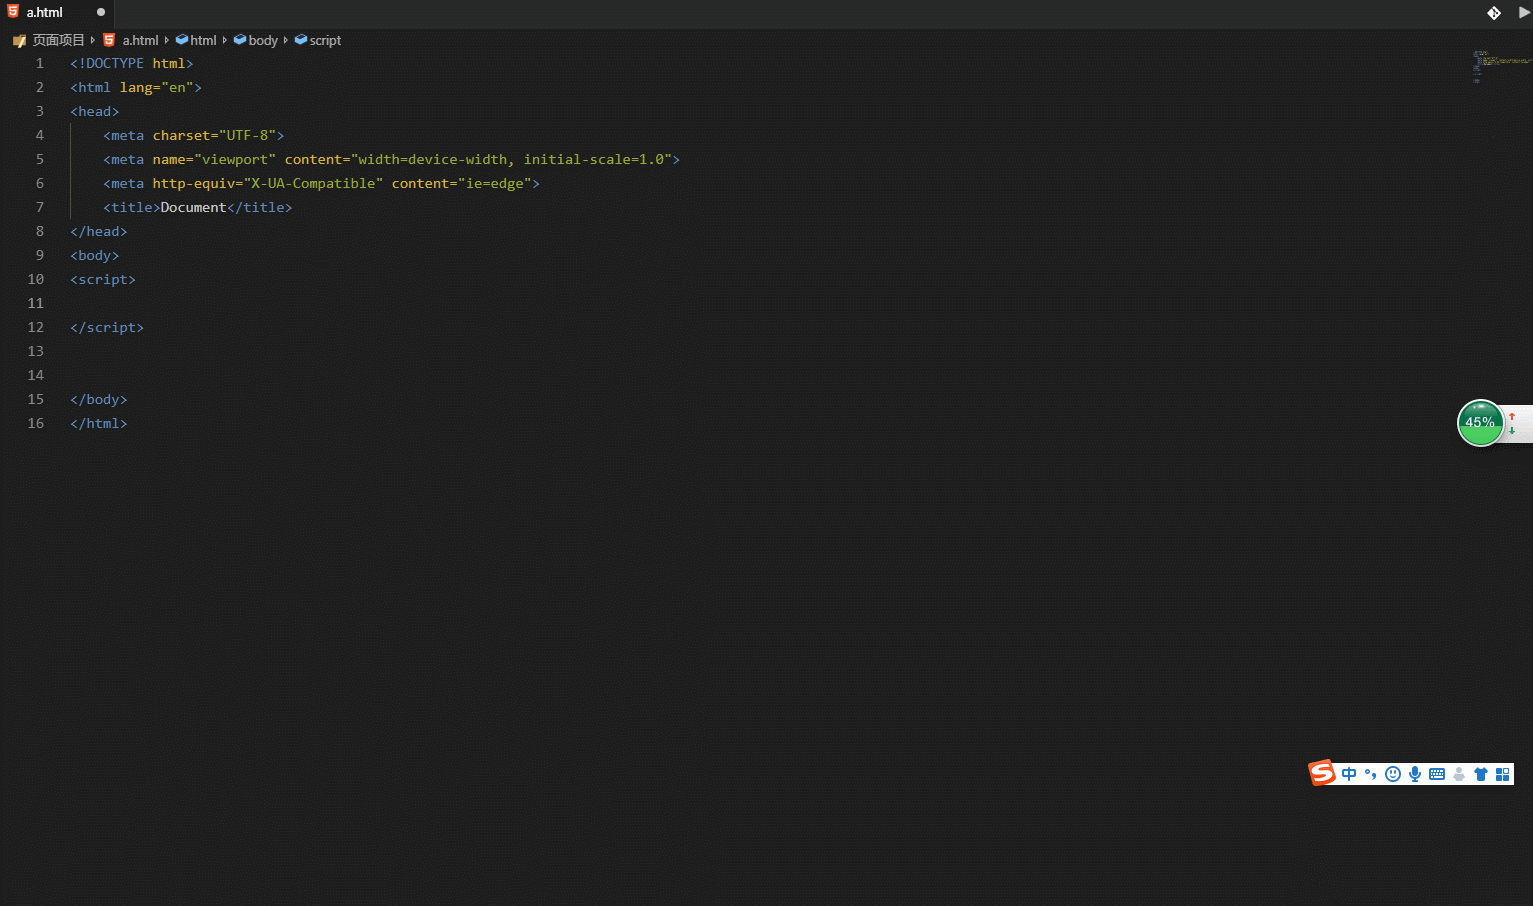 a.html
页面项目 a.html html body script
1 <!DOCTYPE html>
2 <html lang="en">
3 <head>
4     <meta charset="UTF-8">
5     <meta name="viewport" content="width=device-width, initial-scale=1.0">
6     <meta http-equiv="X-UA-Compatible" content="ie=edge">
7     <title>Document</title>
8 </head>
9 <body>
10 <script>
11
12 </script>
13
14
15 </body>
16 </html>
45%
中